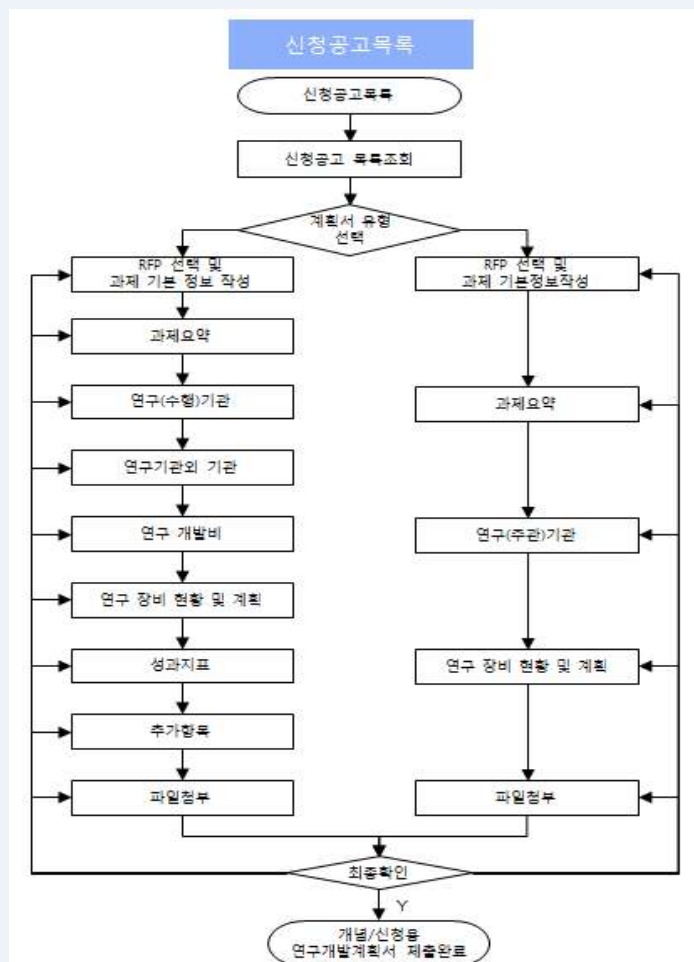 신청공고목록
신청공고목록
신청공고 목록조회
계획서 유형
선택
RFP 선택 및
과제 기본 정보 작성
과제요약
연구(수행)기관
연구기관외 기관
연구 개발비
연구 장비 현황 및 계획
성과지표
추가항목
파일첨부
RFP 선택 및
과제 기본정보작성
과제요약
연구(주관)기관
연구 장비 현황 및 계획
파일첨부
최종확인
Y
개념/신청용
연구개발계획서 제출완료